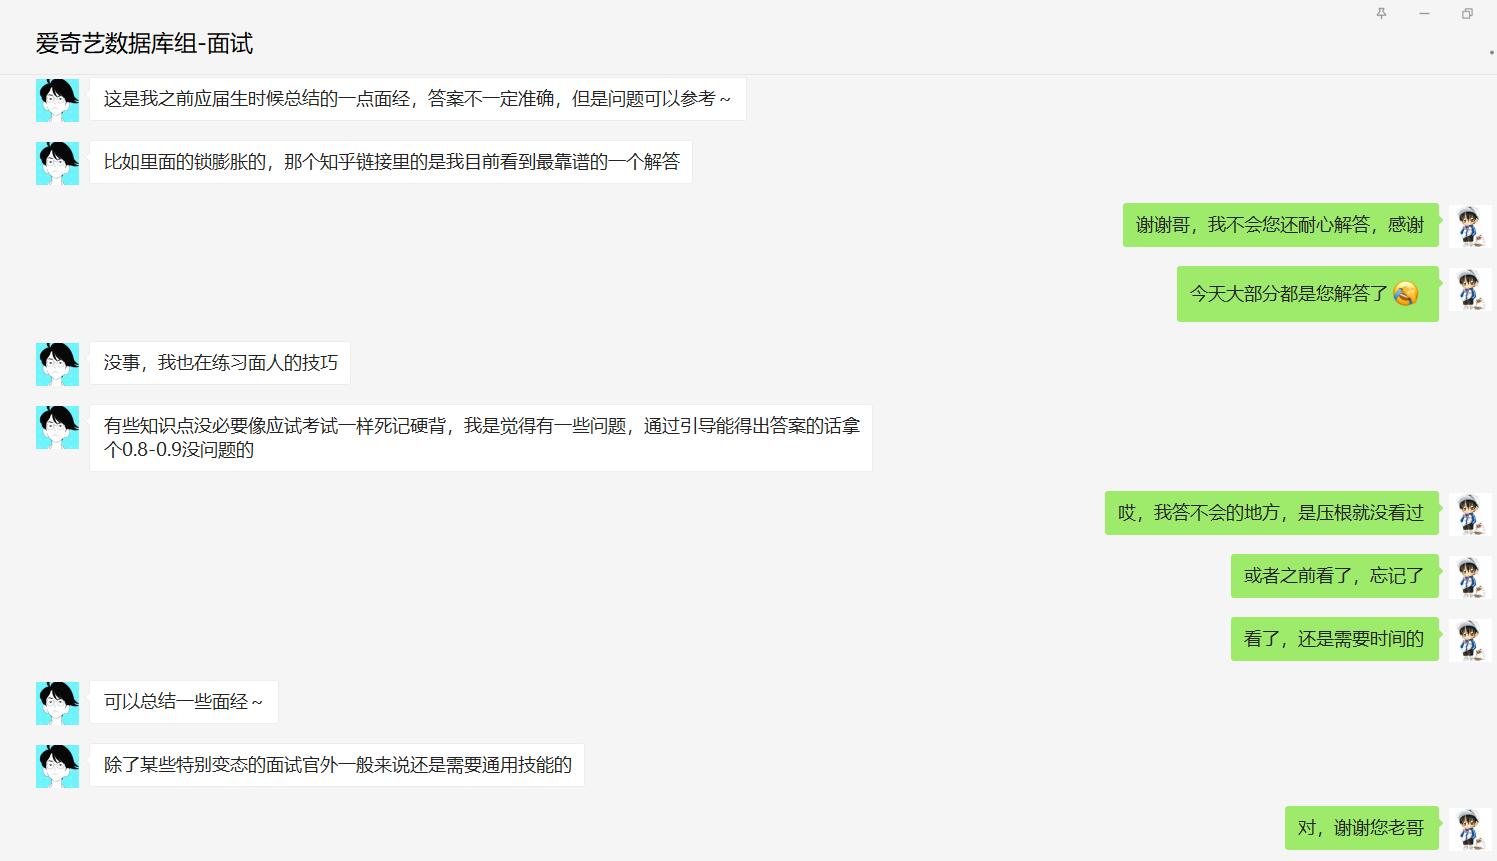 爱奇艺数据库组-面试
这是我之前应届生时候总结的一点面经，答案不一定准确，但是问题可以参考～
比如里面的锁膨胀的，那个知乎链接里的是我目前看到最靠谱的一个解答
谢谢哥，我不会您还耐心解答，感谢
今天大部分都是您解答了
没事，我也在练习面人的技巧
有些知识点没必要像应试考试一样死记硬背，我是觉得有一些问题，通过引导能得出答案的话拿
个0.8-0.9没问题的
哎，我答不会的地方，是压根就没看过
或者之前看了，忘记了
看了，还是需要时间的
可以总结一些面经～
除了某些特别变态的面试官外一般来说还是需要通用技能的
对，谢谢您老哥